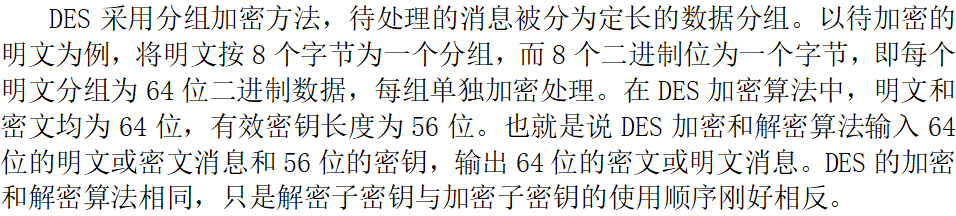 DES 采用分组加密方法，待处理的消息被分为定长的数据分组。以待加密的
明文为例，将明文按 8 个字节为一个分组，而 8 个二进制位为一个字节，即每个
明文分组为 64 位二进制数据，每组单独加密处理。在 DES 加密算法中，明文和
密文均为 64 位，有效密钥长度为 56 位。也就是说 DES 加密和解密算法输入 64
位的明文或密文消息和 56 位的密钥，输出 64 位的密文或明文消息。DES 的加密
和解密算法相同，只是解密子密钥与加密子密钥的使用顺序刚好相反。